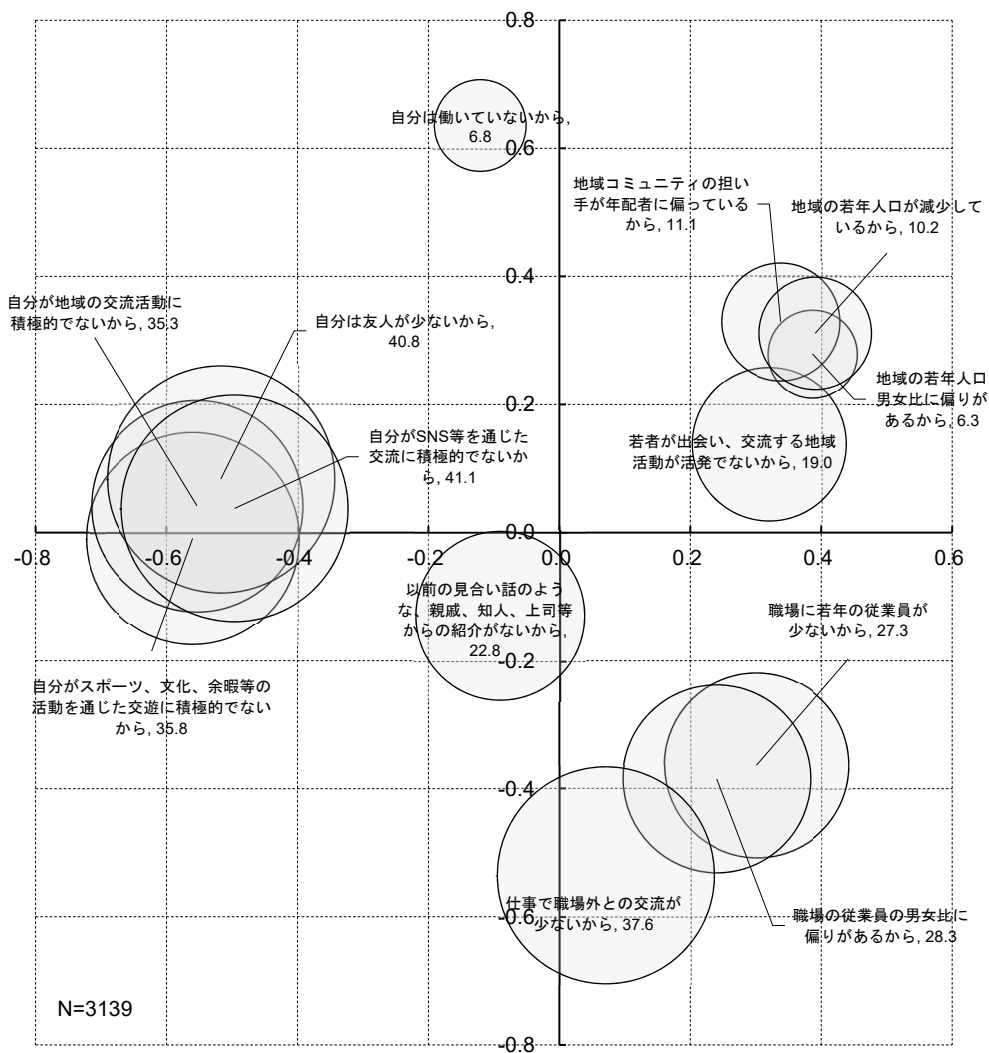 0.8
自分は働いていないから,
6.8
0.6
地域コミュニティの担い
手が年配者に偏っている
から, 11.1
地域の若年人口が減少して
いるから, 10.2
0.4
自分が地域の交流活動に
積極的でないから, 35.3
自分は友人が少ないから,
40.8
地域の若年人口
男女比に偏りが
あるから, 6.3
0.2
自分がSNS等を通じた
交流に積極的でないか
ら, 41.1
若者が出会い、交流する地域
活動が活発でないから, 19.0
0.0
-0.8
-0.6
-0.4
-0.2
0.0
0.2
0.4
0.6
以前の見合い話のよう
な、親戚、知人、上司等
からの紹介がないから,
22.8
職場に若年の従業員が
少ないから, 27.3
-0.2
自分がスポーツ、文化、余暇等の
活動を通じた交遊に積極的でない
から, 35.8
-0.4
仕事で職場外との交流が
少ないから, 37.6
-0.6
職場の従業員の男女比に
偏りがあるから, 28.3
N=3139
-0.8